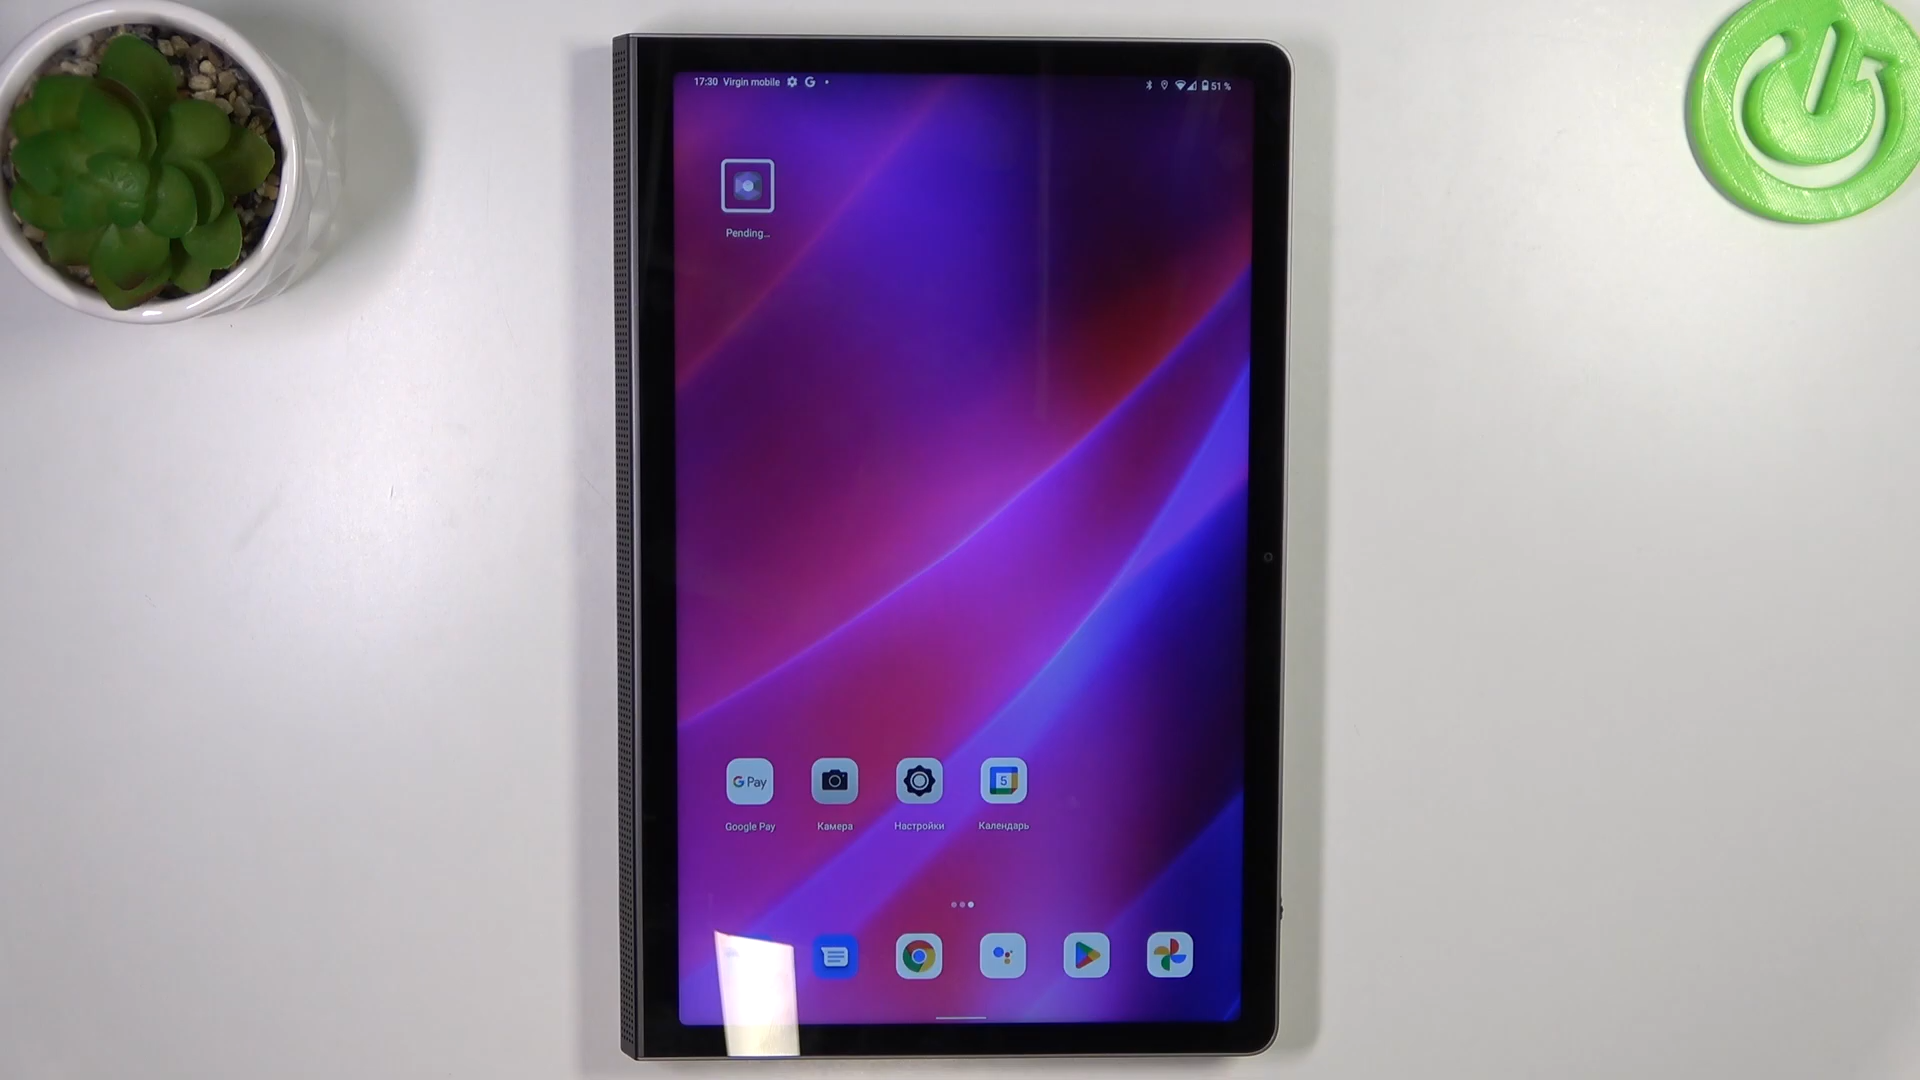 17:30 Virgin mobile
51 %
Pending...
G Pay
5
Google Pay
Камера
Настройки
Календарь